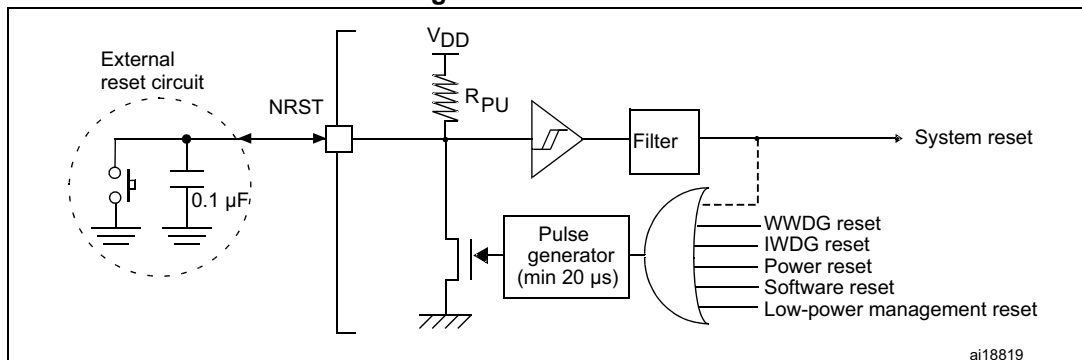 External
reset circuit
VDD
RPU
NRST
Filter
System reset
0.1 µF
Pulse
generator
(min 20 µs)
WWDG reset
IWDG reset
Power reset
Software reset
Low-power management reset
ai18819